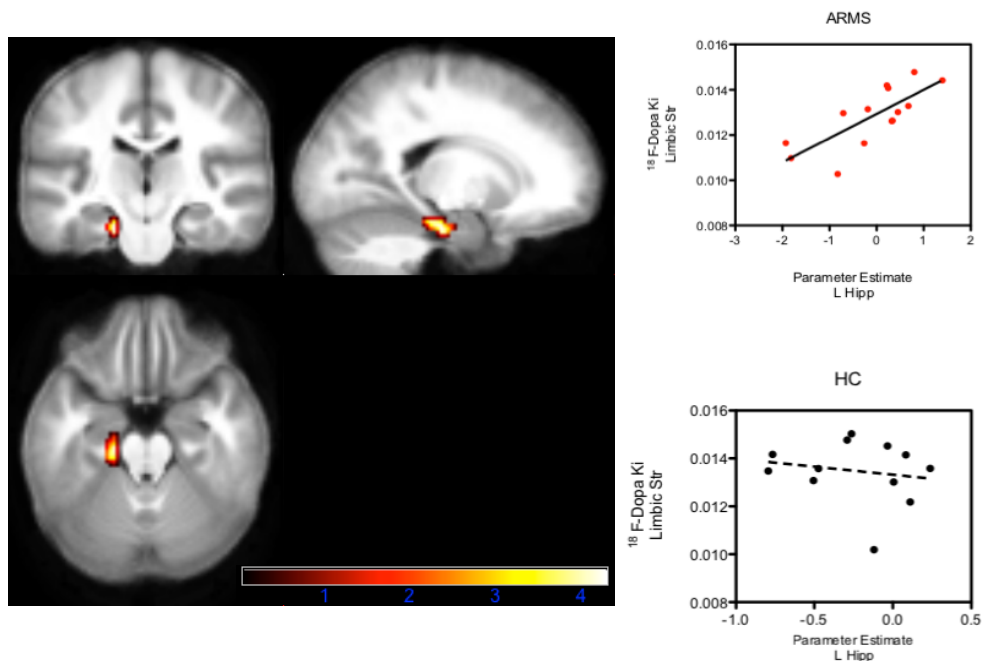 ARMS
0.016
0.014
0.012
0.010
0.008
-3
-2
-1
0
1
2
18 F-Dopa Ki
Limbic Str
Parameter Estimate
L Hipp
1
2
3
4
HC
0.016
0.014
0.012
0.010
0.008
-1.0
-0.5
0.0
0.5
18 F-Dopa Ki
Limbic Str
Parameter Estimate
L Hipp